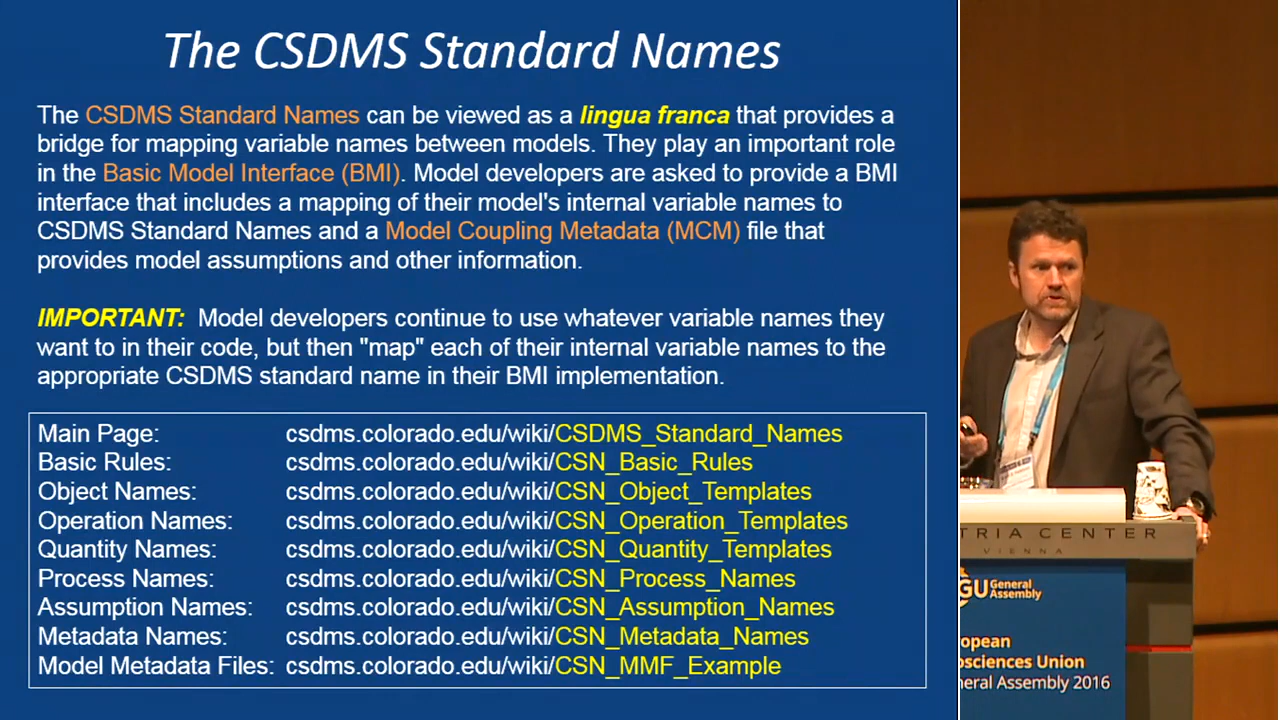 The CSDMS Standard Names
The CSDMS Standard Names can be viewed as a lingua franca that provides a
bridge for mapping variable names between models. They play an important role
in the Basic Model Interface (BMI). Model developers are asked to provide a BMI
interface that includes a mapping of their model's internal variable names to
CSDMS Standard Names and a Model Coupling Metadata (MCM) file that
provides model assumptions and other information.
IMPORTANT: Model developers continue to use whatever variable names they
want to in their code, but then "map" each of their internal variable names to the
appropriate CSDMS standard name in their BMI implementation.
Main Page: csdms.colorado.edu/wiki/CSDMS_Standard_Names
Basic Rules: csdms.colorado.edu/wiki/CSN_Basic_Rules
Object Names: csdms.colorado.edu/wiki/CSN_Object_Templates
Operation Names: csdms.colorado.edu/wiki/CSN_Operation_Templates
Quantity Names: csdms.colorado.edu/wiki/CSN_Quantity_Templates
Process Names: csdms.colorado.edu/wiki/CSN_Process_Names
Assumption Names: csdms.colorado.edu/wiki/CSN_Assumption_Names
Metadata Names: csdms.colorado.edu/wiki/CSN_Metadata_Names
Model Metadata Files: csdms.colorado.edu/wiki/CSN_MMF_Example
TRIA CENTER
VIENNA
GU General
Assembly
opean
osciences Union
neral Assembly 2016